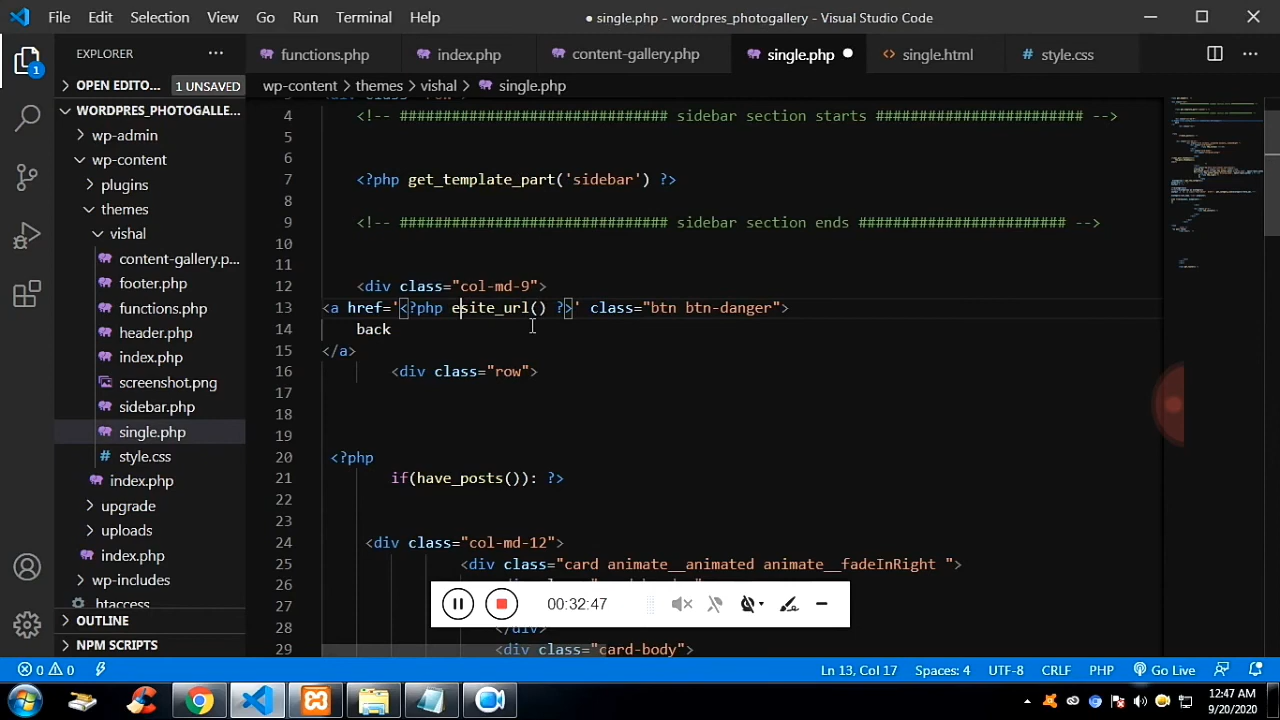 File Edit Selection View Go Run Terminal Help
● single.php - wordpres_photogallery - Visual Studio Code
EXPLORER ···
functions.php index.php content-gallery.php single.php ● single.html style.css ···
OPEN EDITO... 1 UNSAVED
wp-content > themes > vishal > single.php
WORDPRES_PHOTOGALLE...
wp-admin
wp-content
plugins
themes
vishal
content-gallery.p...
footer.php
functions.php
header.php
index.php
screenshot.png
sidebar.php
single.php
style.css
index.php
upgrade
uploads
index.php
wp-includes
.htaccess
OUTLINE
NPM SCRIPTS
4 <!-- ############################## sidebar section starts ######################## -->
5
6
7 <?php get_template_part('sidebar') ?>
8
9 <!-- ############################## sidebar section ends ######################## -->
10
11
12 <div class="col-md-9">
13 <a href='<?php esite_url() ?>' class="btn btn-danger">
14 back
15 </a>
16 <div class="row">
17
18
19
20 <?php
21 if(have_posts()): ?>
22
23
24 <div class="col-md-12">
25 <div class="card animate__animated animate__fadeInRight ">
26
27
28 </div>
29 <div class="card-body">
00:32:47
1
0 0 Ln 13, Col 17 Spaces: 4 UTF-8 CRLF PHP Go Live
12:47 AM
9/20/2020